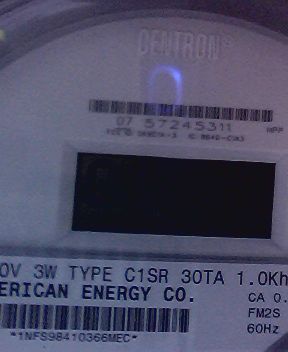 CENTRON®
07 57245311
0V 3W TYPE C1SR 30TA 1.0Kh
ERICAN ENERGY CO.
CA 0.
FM2S
60Hz
*1NFS98410366MEC*